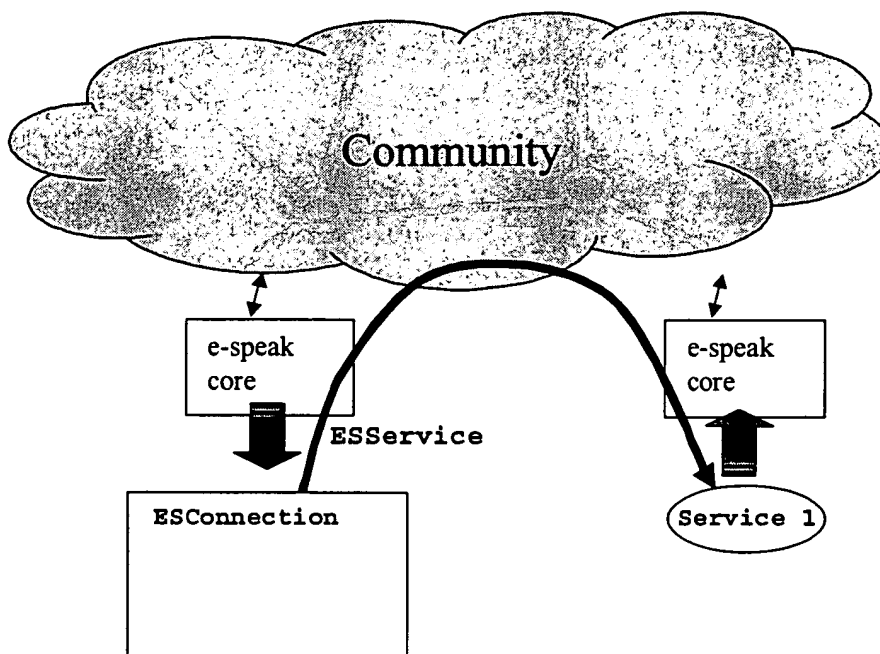 Community
e-speak
core
e-speak
core
ESService
ESConnection
Service 1